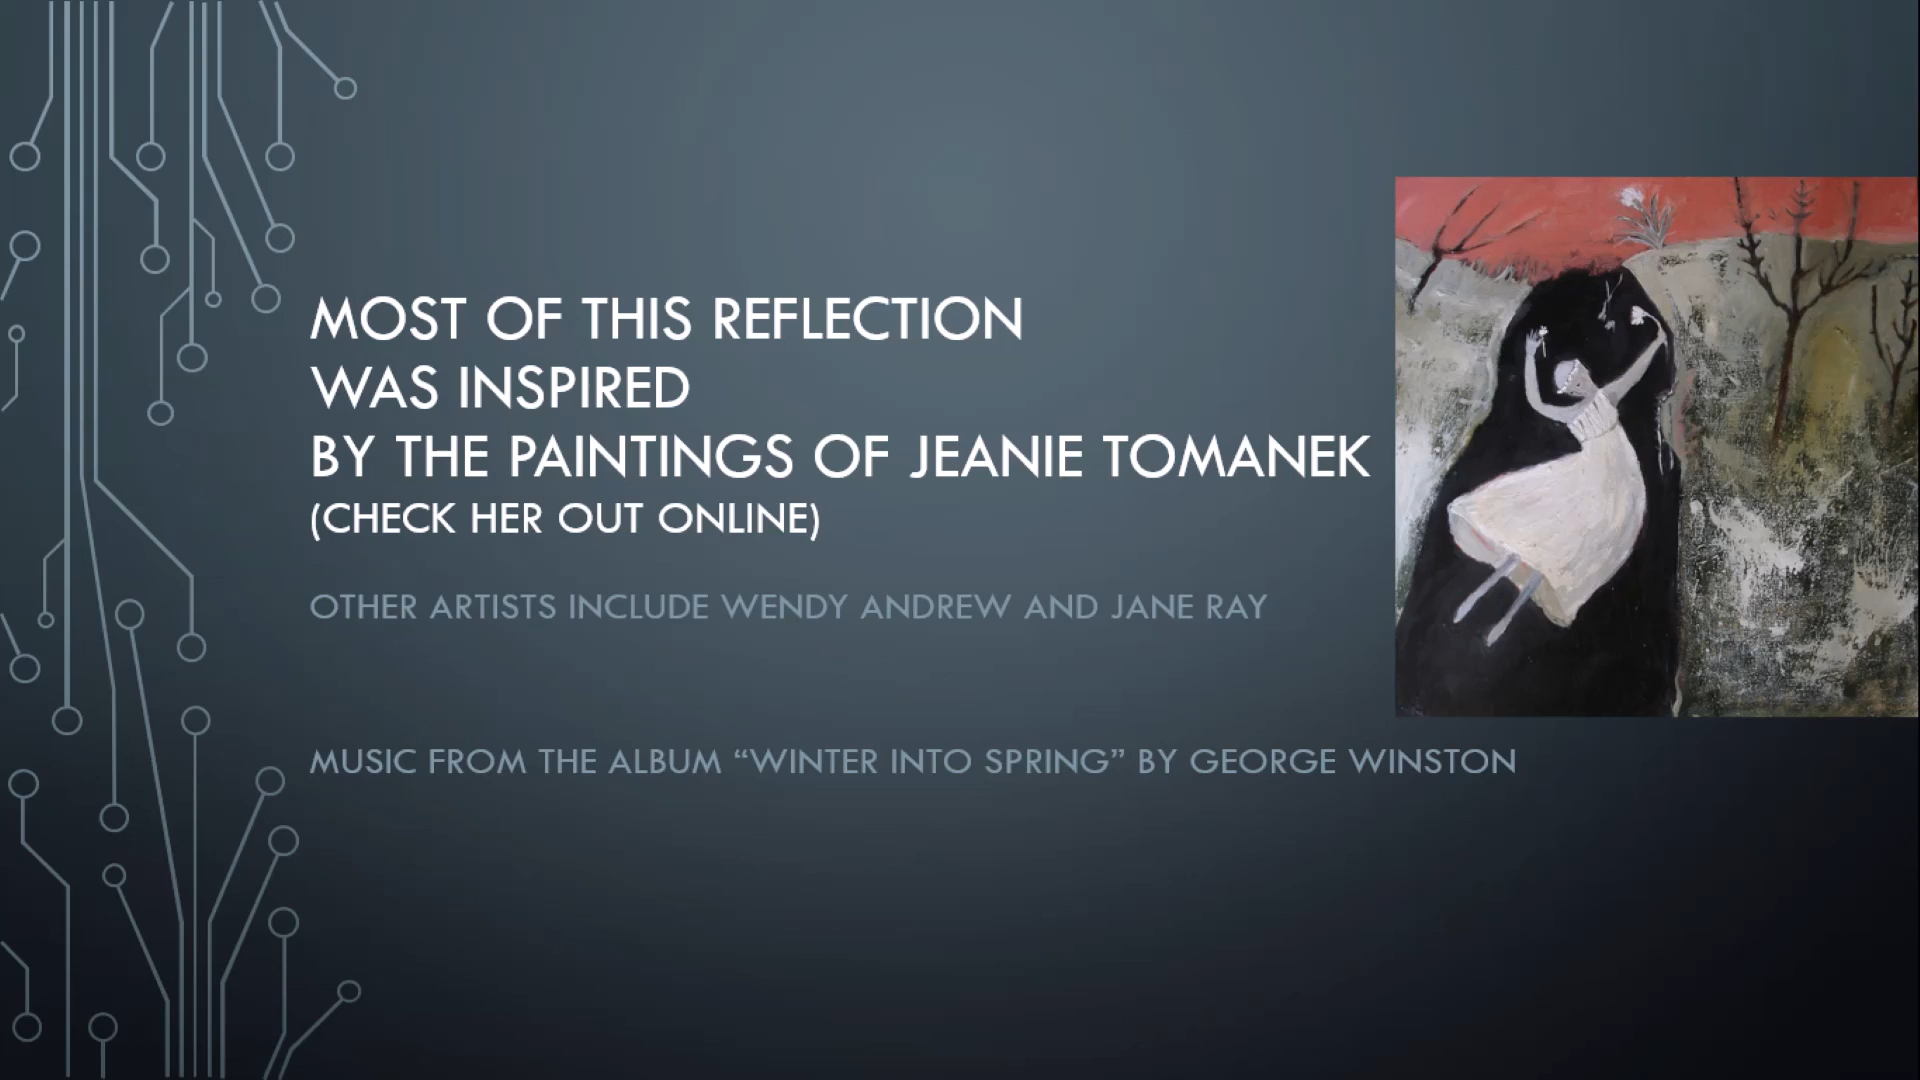 MOST OF THIS REFLECTION
WAS INSPIRED
BY THE PAINTINGS OF JEANIE TOMANEK
(CHECK HER OUT ONLINE)
OTHER ARTISTS INCLUDE WENDY ANDREW AND JANE RAY
MUSIC FROM THE ALBUM “WINTER INTO SPRING” BY GEORGE WINSTON